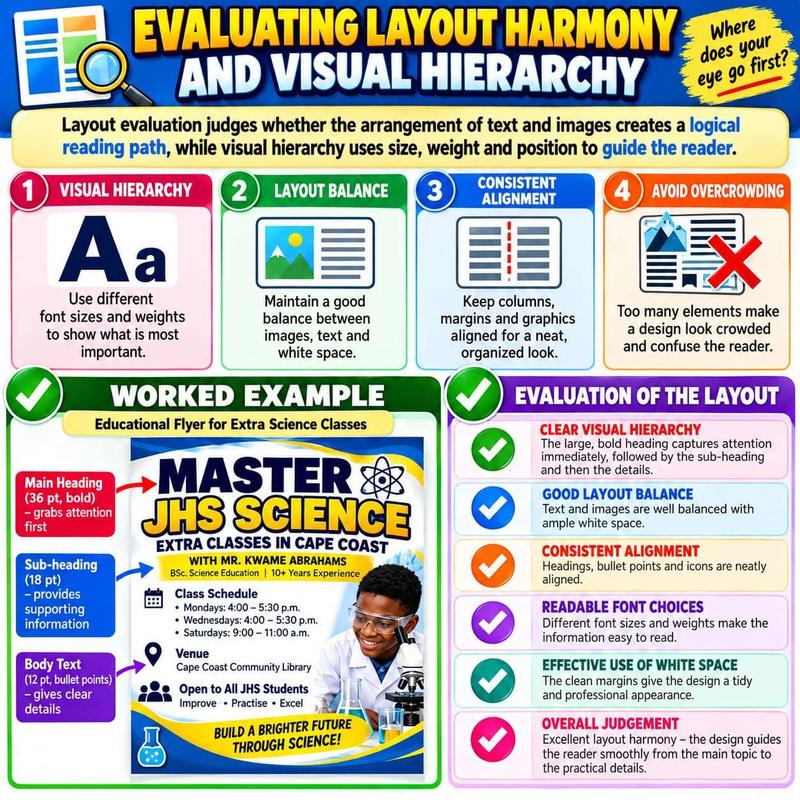 EVALUATING LAYOUT HARMONY
AND VISUAL HIERARCHY
Where
does your
eye go first?
Layout evaluation judges whether the arrangement of text and images creates a logical
reading path, while visual hierarchy uses size, weight and position to guide the reader.
1 VISUAL HIERARCHY
Aa
Use different
font sizes and weights
to show what is most
important.
2 LAYOUT BALANCE
Maintain a good
balance between
images, text and
white space.
3 CONSISTENT
ALIGNMENT
Keep columns,
margins and graphics
aligned for a neat,
organized look.
4 AVOID OVERCROWDING
Too many elements make
a design look crowded
and confuse the reader.
WORKED EXAMPLE
Educational Flyer for Extra Science Classes
Main Heading
(36 pt, bold)
– grabs attention
first
Sub-heading
(18 pt)
– provides
supporting
information
Body Text
(12 pt, bullet points)
– gives clear
details
MASTER
JHS SCIENCE
EXTRA CLASSES IN CAPE COAST
WITH MR. KWAME ABRAHAMS
BSc. Science Education | 10+ Years Experience
Class Schedule
• Mondays: 4:00 – 5:30 p.m.
• Wednesdays: 4:00 – 5:30 p.m.
• Saturdays: 9:00 – 11:00 a.m.
Venue
Cape Coast Community Library
Open to All JHS Students
Improve • Practise • Excel
BUILD A BRIGHTER FUTURE
THROUGH SCIENCE!
EVALUATION OF THE LAYOUT
CLEAR VISUAL HIERARCHY
The large, bold heading captures attention
immediately, followed by the sub-heading
and then the details.
GOOD LAYOUT BALANCE
Text and images are well balanced with
ample white space.
CONSISTENT ALIGNMENT
Headings, bullet points and icons are neatly
aligned.
READABLE FONT CHOICES
Different font sizes and weights make the
information easy to read.
EFFECTIVE USE OF WHITE SPACE
The clean margins give the design a tidy
and professional appearance.
OVERALL JUDGEMENT
Excellent layout harmony – the design guides
the reader smoothly from the main topic to
the practical details.